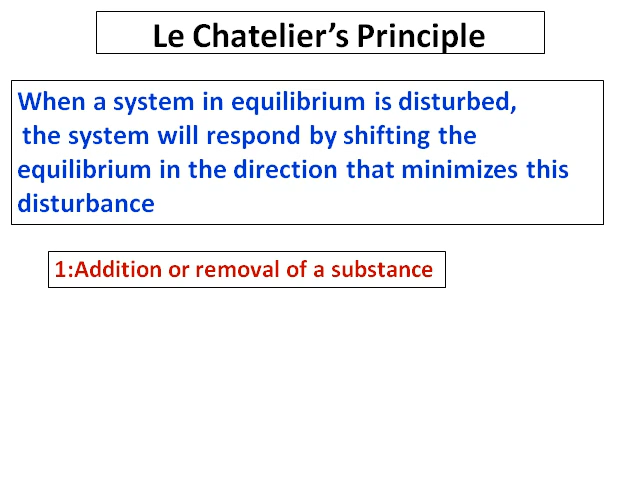 Le Chatelier’s Principle
When a system in equilibrium is disturbed,
the system will respond by shifting the
equilibrium in the direction that minimizes this
disturbance
1:Addition or removal of a substance